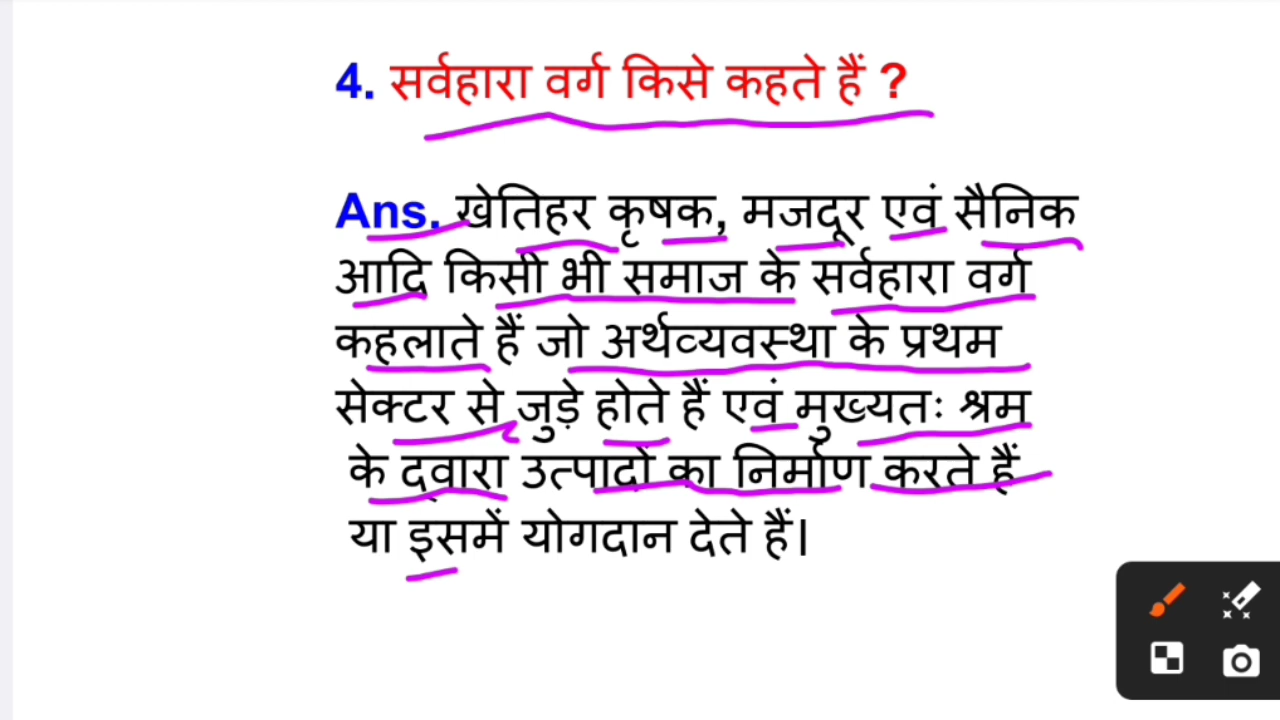 4. सर्वहारा वर्ग किसे कहते हैं ?
Ans. खेतिहर कृषक, मजदूर एवं सैनिक
आदि किसी भी समाज के सर्वहारा वर्ग
कहलाते हैं जो अर्थव्यवस्था के प्रथम
सेक्टर से जुड़े होते हैं एवं मुख्यतः श्रम
के दवारा उत्पादों का निर्माण करते हैं
या इसमें योगदान देते हैं।